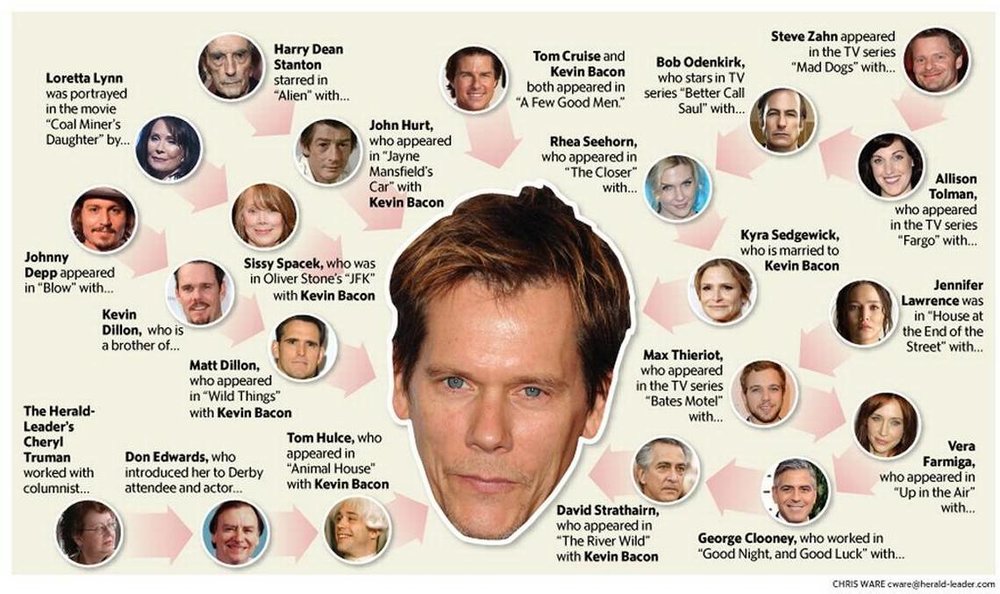 Loretta Lynn
was portrayed
in the movie
“Coal Miner’s
Daughter” by...
Harry Dean
Stanton
starred in
“Alien” with...
John Hurt,
who appeared
in “Jayne
Mansfield’s
Car” with
Kevin Bacon
Tom Cruise and
Kevin Bacon
both appeared in
“A Few Good Men.”
Bob Odenkirk,
who stars in TV
series “Better Call
Saul” with...
Steve Zahn appeared
in the TV series
“Mad Dogs” with...
Rhea Seehorn,
who appeared in
“The Closer”
with...
Allison
Tolman,
who appeared
in the TV series
“Fargo” with...
Johnny
Depp appeared
in “Blow” with...
Sissy Spacek, who was
in Oliver Stone’s “JFK”
with Kevin Bacon
Kyra Sedgewick,
who is married to
Kevin Bacon
Kevin
Dillon, who is
a brother of...
Matt Dillon,
who appeared
in “Wild Things”
with Kevin Bacon
Jennifer
Lawrence was
in “House at
the End of the
Street” with...
Max Thieriot,
who appeared
in the TV series
“Bates Motel”
with...
The Herald-
Leader’s
Cheryl
Truman
worked with
columnist...
Don Edwards, who
introduced her to Derby
attendee and actor...
Tom Hulce, who
appeared in
“Animal House”
with Kevin Bacon
Vera
Farmiga,
who appeared in
“Up in the Air”
with...
David Strathairn,
who appeared in
“The River Wild”
with Kevin Bacon
George Clooney, who worked in
“Good Night, and Good Luck” with...
CHRIS WARE cware@herald-leader.com